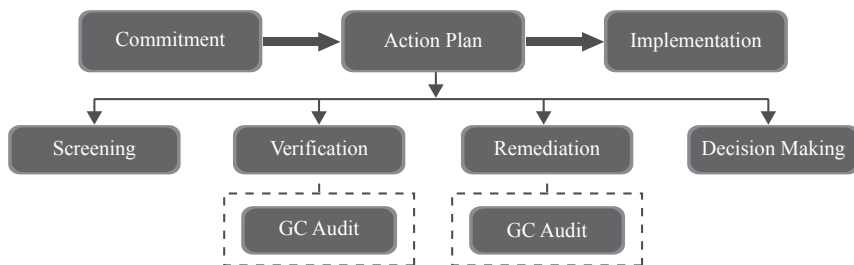 Commitment
Action Plan
Implementation
Screening
Verification
Remediation
Decision Making
GC Audit
GC Audit